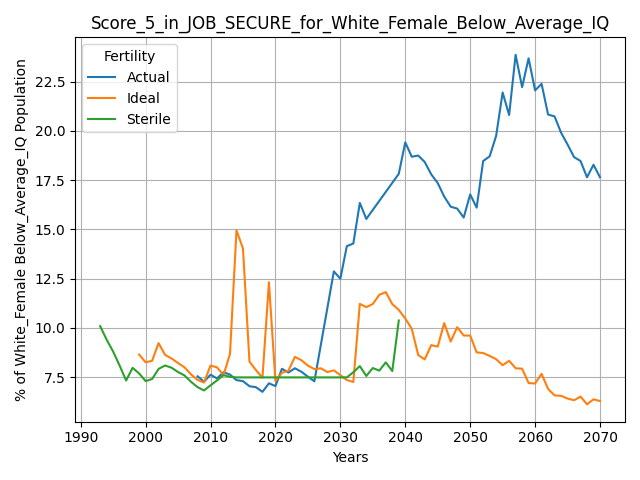 Score_5_in_JOB_SECURE_for_White_Female_Below_Average_IQ
% of White_Female Below_Average_IQ Population
22.5
20.0
17.5
15.0
12.5
10.0
7.5
Fertility
Actual
Ideal
Sterile
1990 2000 2010 2020 2030 2040 2050 2060 2070
Years